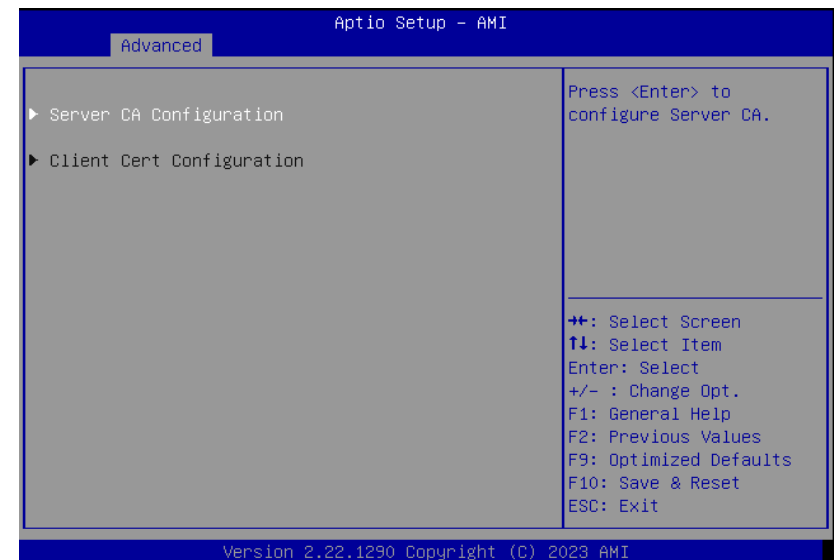 Aptio Setup – AMI
Advanced
▶ Server CA Configuration
▶ Client Cert Configuration
Press <Enter> to
configure Server CA.
→←: Select Screen
↑↓: Select Item
Enter: Select
+/- : Change Opt.
F1: General Help
F2: Previous Values
F9: Optimized Defaults
F10: Save & Reset
ESC: Exit
Version 2.22.1290 Copyright (C) 2023 AMI